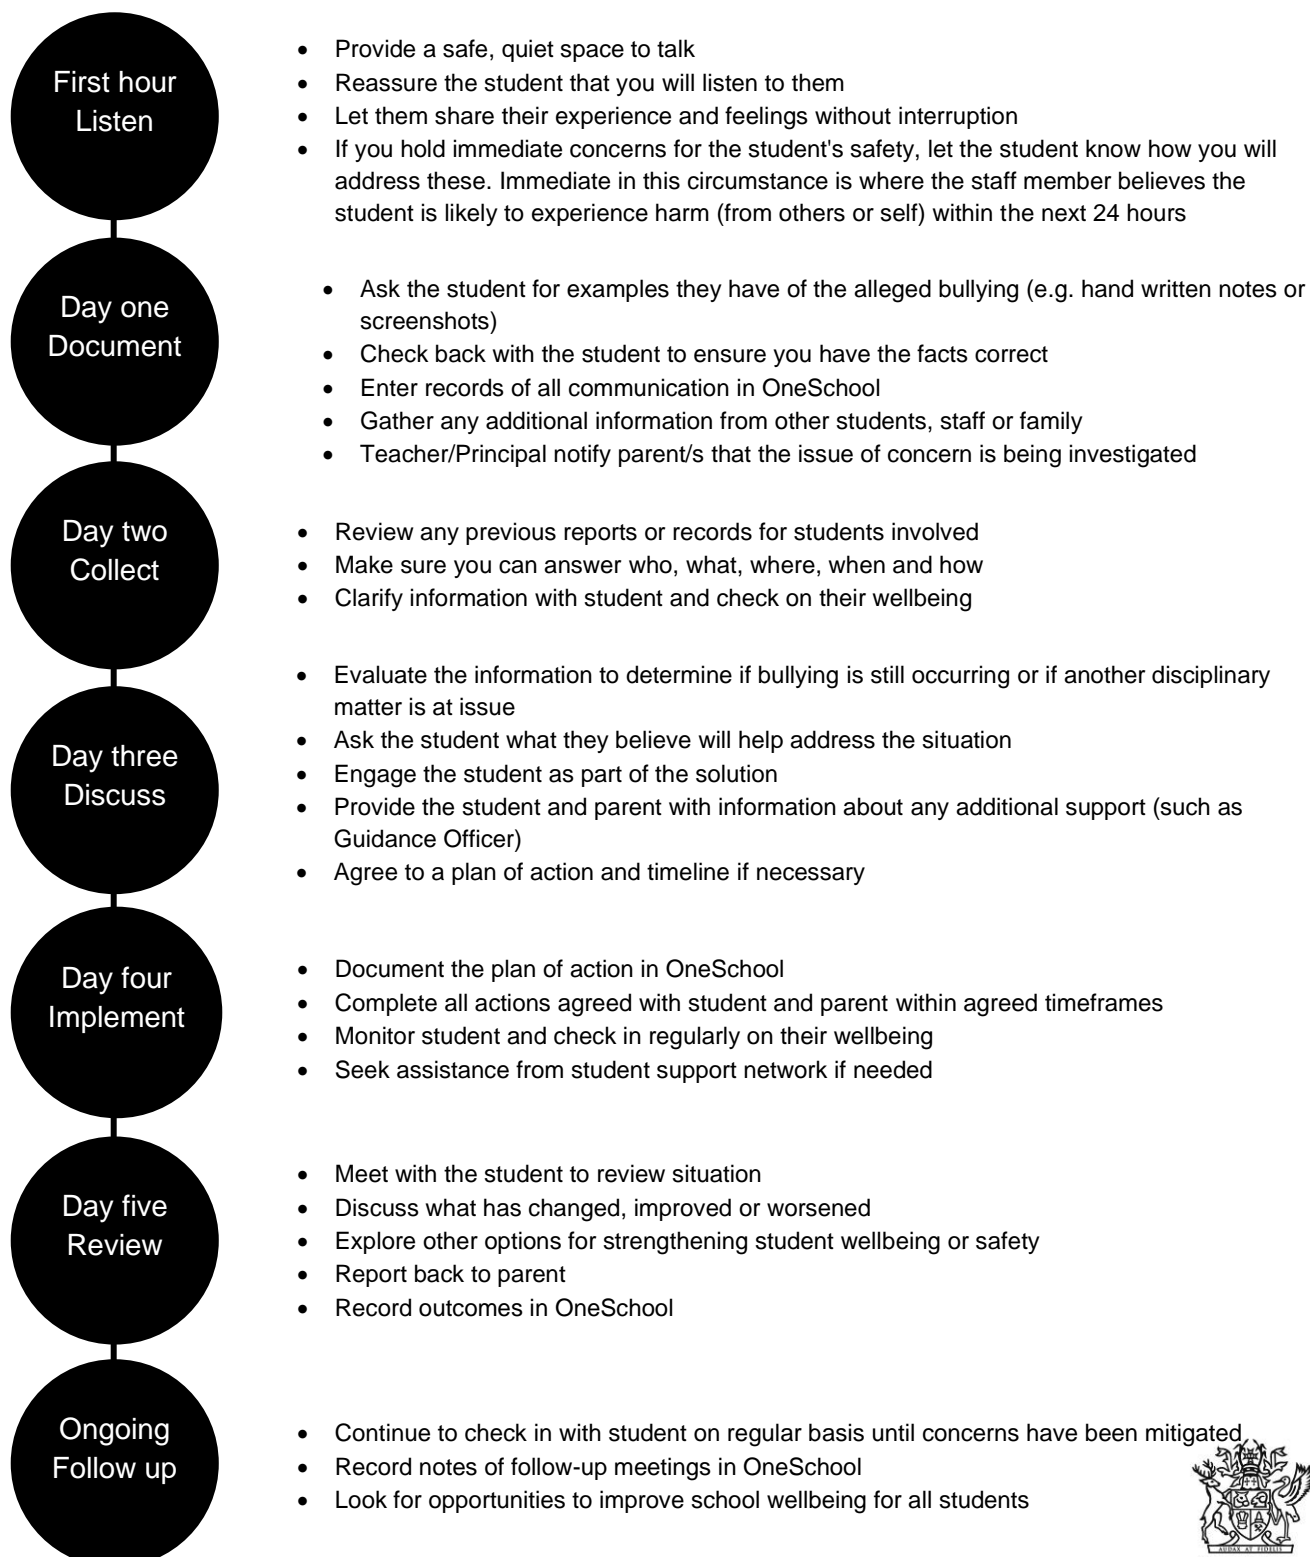 First hour
Listen
• Provide a safe, quiet space to talk
• Reassure the student that you will listen to them
• Let them share their experience and feelings without interruption
• If you hold immediate concerns for the student's safety, let the student know how you will
address these. Immediate in this circumstance is where the staff member believes the
student is likely to experience harm (from others or self) within the next 24 hours
Day one
Document
• Ask the student for examples they have of the alleged bullying (e.g. hand written notes or
screenshots)
• Check back with the student to ensure you have the facts correct
• Enter records of all communication in OneSchool
• Gather any additional information from other students, staff or family
• Teacher/Principal notify parent/s that the issue of concern is being investigated
Day two
Collect
• Review any previous reports or records for students involved
• Make sure you can answer who, what, where, when and how
• Clarify information with student and check on their wellbeing
Day three
Discuss
• Evaluate the information to determine if bullying is still occurring or if another disciplinary
matter is at issue
• Ask the student what they believe will help address the situation
• Engage the student as part of the solution
• Provide the student and parent with information about any additional support (such as
Guidance Officer)
• Agree to a plan of action and timeline if necessary
Day four
Implement
• Document the plan of action in OneSchool
• Complete all actions agreed with student and parent within agreed timeframes
• Monitor student and check in regularly on their wellbeing
• Seek assistance from student support network if needed
Day five
Review
• Meet with the student to review situation
• Discuss what has changed, improved or worsened
• Explore other options for strengthening student wellbeing or safety
• Report back to parent
• Record outcomes in OneSchool
Ongoing
Follow up
• Continue to check in with student on regular basis until concerns have been mitigated
• Record notes of follow-up meetings in OneSchool
• Look for opportunities to improve school wellbeing for all students
AUDAX AT FIDELIS